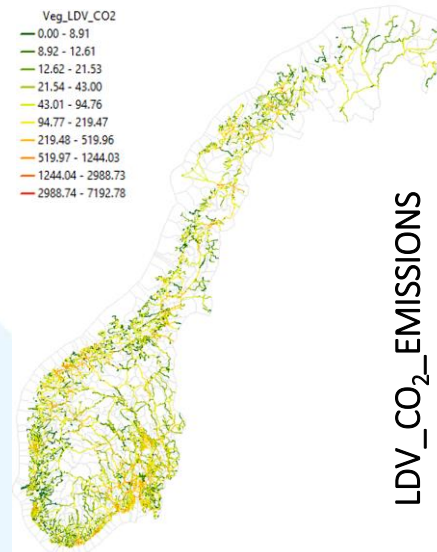 Veg_LDV_CO2
0.00 - 8.91
8.92 - 12.61
12.62 - 21.53
21.54 - 43.00
43.01 - 94.76
94.77 - 219.47
219.48 - 519.96
519.97 - 1244.03
1244.04 - 2988.73
2988.74 - 7192.78
LDV_CO₂_EMISSIONS